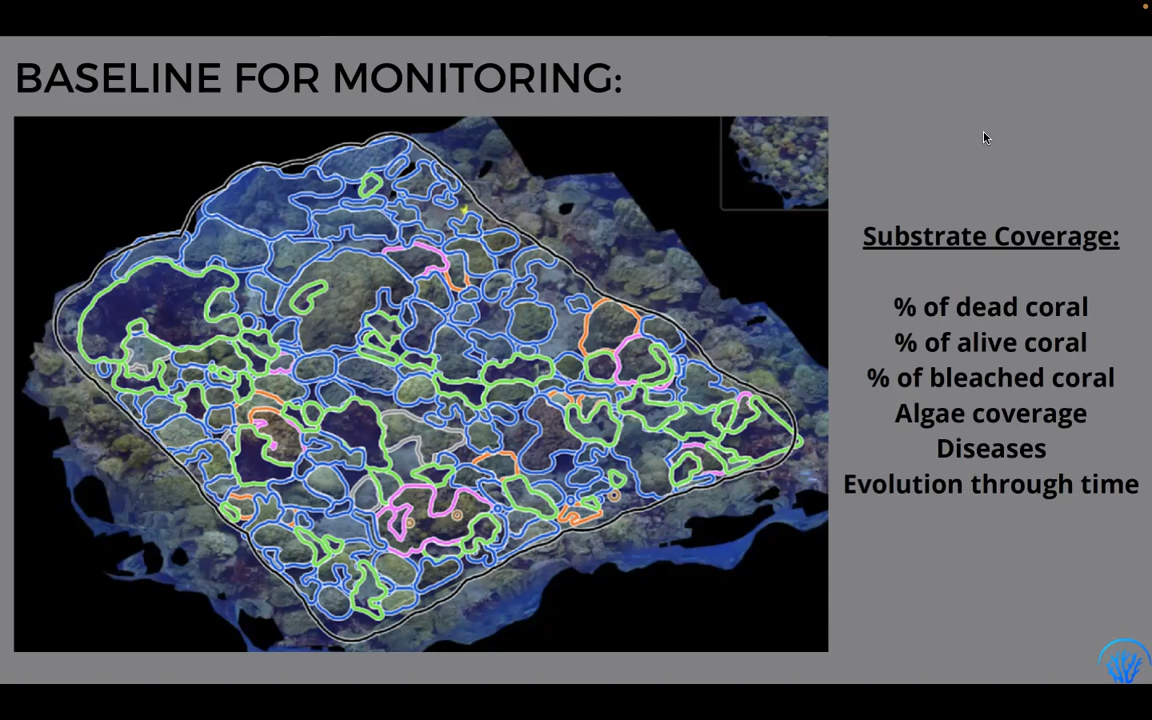 BASELINE FOR MONITORING:
Substrate Coverage:
% of dead coral
% of alive coral
% of bleached coral
Algae coverage
Diseases
Evolution through time